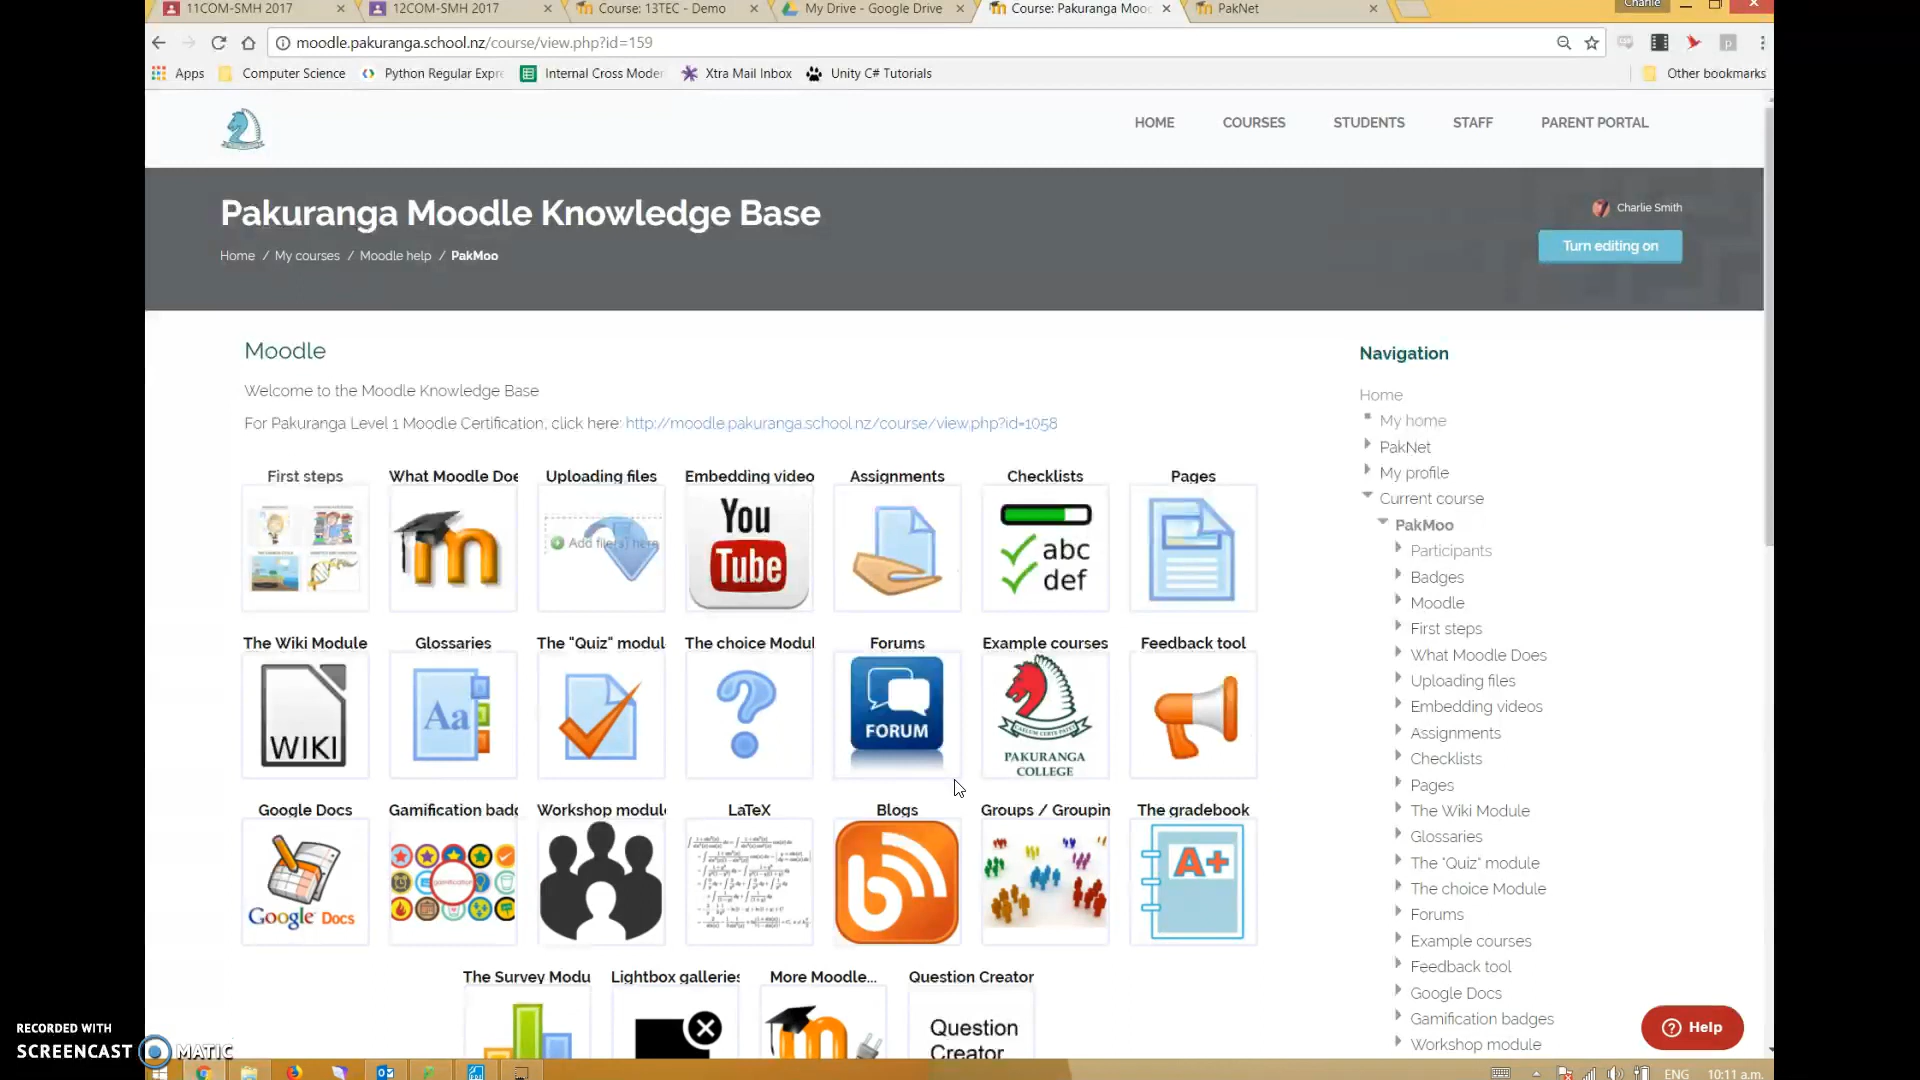 11COM-SMH 2017
12COM-SMH 2017
Course: 13TEC - Demo
My Drive - Google Drive
Course: Pakuranga Moo
PakNet
Charlie
moodle.pakuranga.school.nz/course/view.php?id=159
Apps
Computer Science
Python Regular Expre
Internal Cross Moder
Xtra Mail Inbox
Unity C# Tutorials
Other bookmarks
HOME
COURSES
STUDENTS
STAFF
PARENT PORTAL
Pakuranga Moodle Knowledge Base
Charlie Smith
Home / My courses / Moodle help / PakMoo
Turn editing on
Moodle
Welcome to the Moodle Knowledge Base
For Pakuranga Level 1 Moodle Certification, click here: http://moodle.pakuranga.school.nz/course/view.php?id=1058
First steps
What Moodle Doe
Uploading files
Embedding video
Assignments
Checklists
Pages
Add file(s) here
You
Tube
abc
def
The Wiki Module
Glossaries
The "Quiz" modul
The choice Modul
Forums
Example courses
Feedback tool
WIKI
Aa
FORUM
PAKURANGA
COLLEGE
Google Docs
Gamification badg
Workshop module
LaTeX
Blogs
Groups / Groupin
The gradebook
Google Docs
gamification
A+
The Survey Modu
Lightbox galleries
More Moodle...
Question Creator
Question
Creator
Navigation
Home
My home
PakNet
My profile
Current course
PakMoo
Participants
Badges
Moodle
First steps
What Moodle Does
Uploading files
Embedding videos
Assignments
Checklists
Pages
The Wiki Module
Glossaries
The "Quiz" module
The choice Module
Forums
Example courses
Feedback tool
Google Docs
Gamification badges
Workshop module
Help
RECORDED WITH
SCREENCAST MATIC
ENG
10:11 a.m.